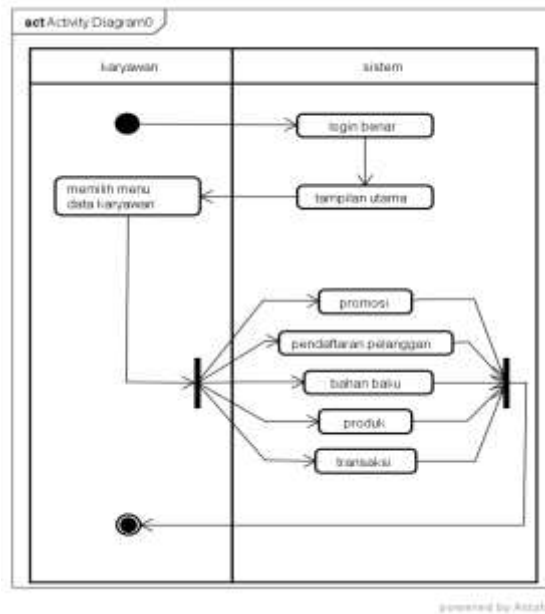 act Activity Diagram0
karyawan
sistem
login benar
memilih menu
data karyawan
tampilan utama
promosi
pendaftaran pelanggan
bahan baku
produk
transaksi
powered by Astah